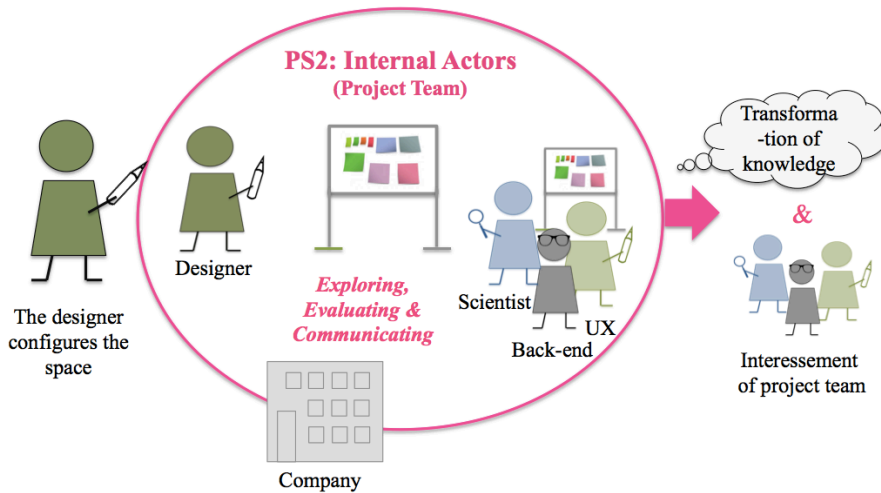 PS2: Internal Actors
(Project Team)
Designer
Exploring,
Evaluating &
Communicating
Scientist
UX
Back-end
Company
The designer
configures the
space
Transforma
-tion of
knowledge
&
Interessement
of project team